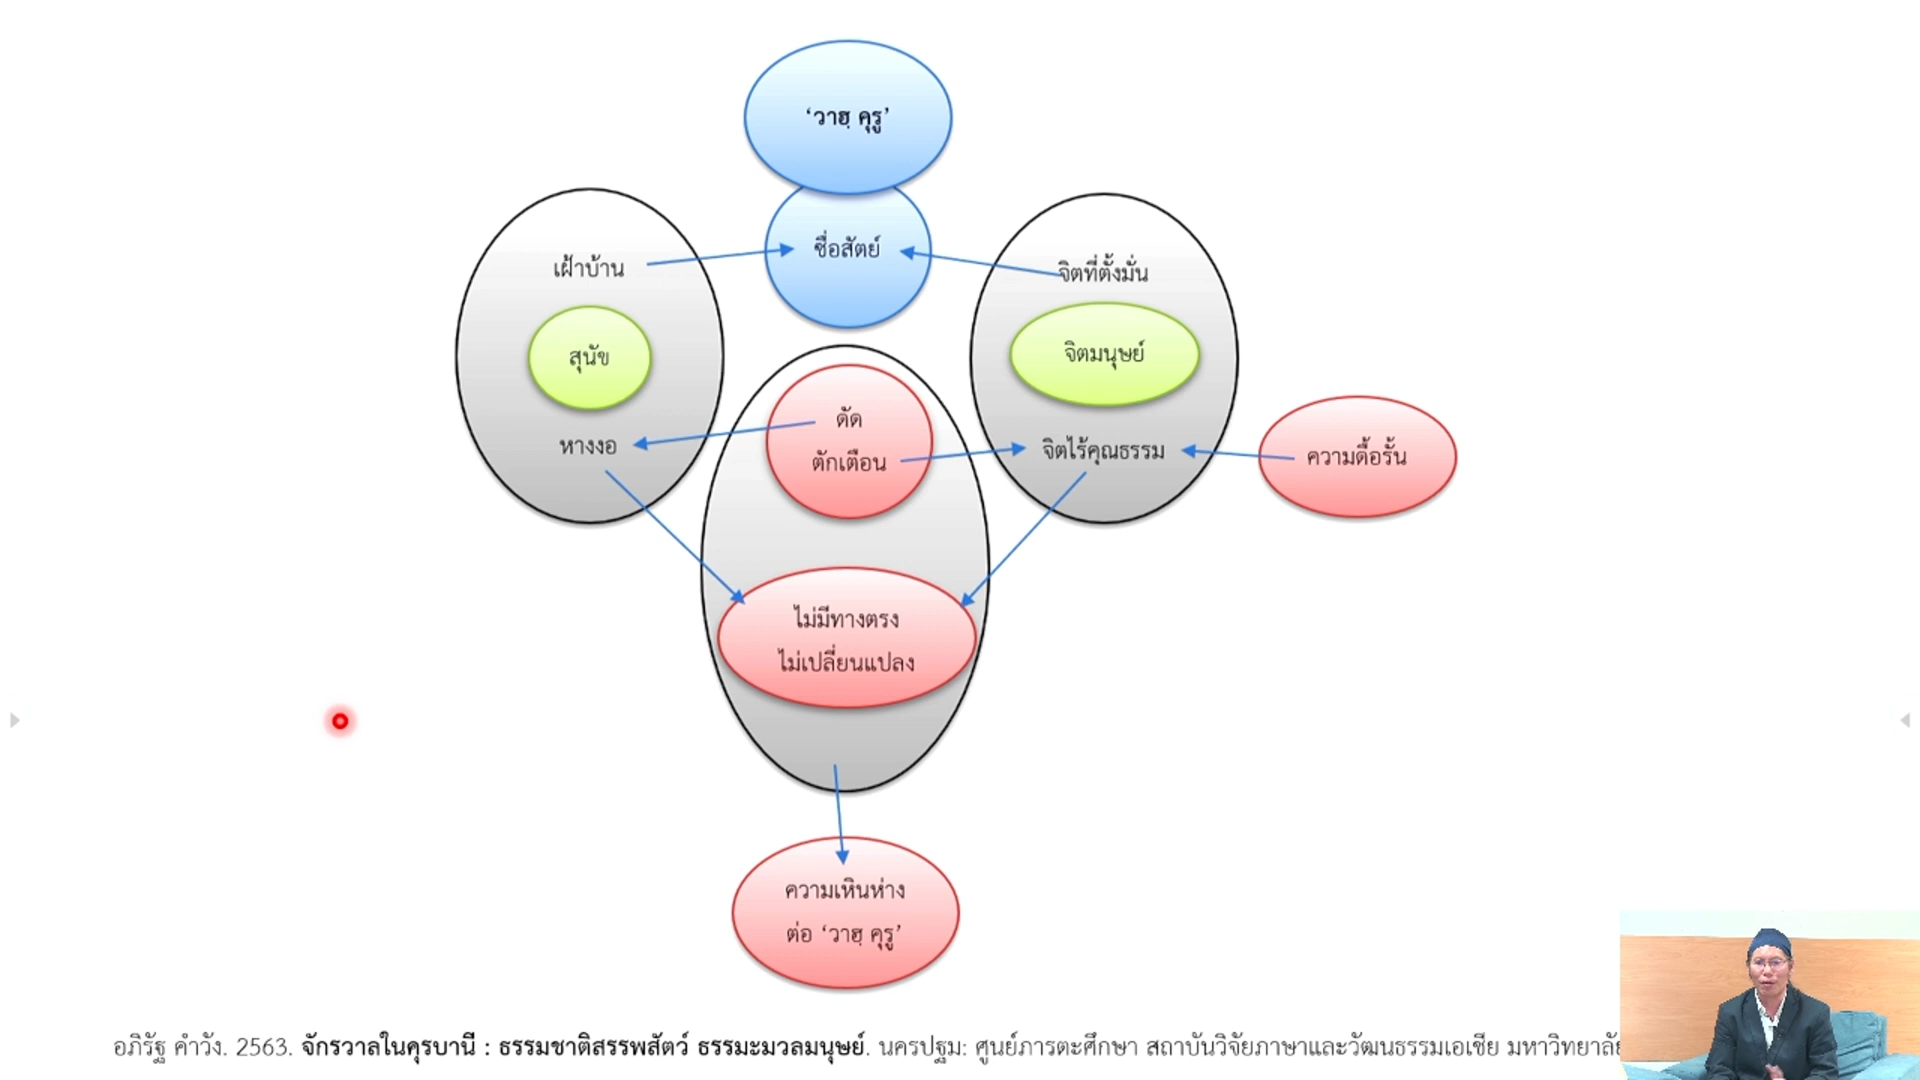 ‘วาฮฺ คุรู’
ซื่อสัตย์
เฝ้าบ้าน
จิตที่ตั้งมั่น
สุนัข
จิตมนุษย์
ดัด
ตักเตือน
หางงอ
จิตไร้คุณธรรม
ความดื้อรั้น
ไม่มีทางตรง
ไม่เปลี่ยนแปลง
ความเหินห่าง
ต่อ ‘วาฮฺ คุรู’
อภิรัฐ คำวัง. 2563. จักรวาลในคุรบานี : ธรรมชาติสรรพสัตว์ ธรรมะมวลมนุษย์. นครปฐม: ศูนย์ภารตะศึกษา สถาบันวิจัยภาษาและวัฒนธรรมเอเชีย